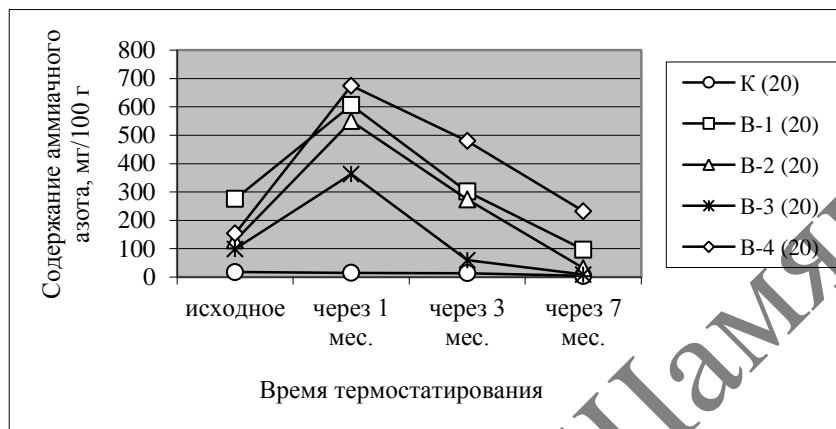 800
700
600
500
400
300
200
100
0
Содержание аммиачного
азота, мг/100 г
исходное
через 1
мес.
через 3
мес.
через 7
мес.
Время термостатирования
К (20)
В-1 (20)
В-2 (20)
В-3 (20)
В-4 (20)